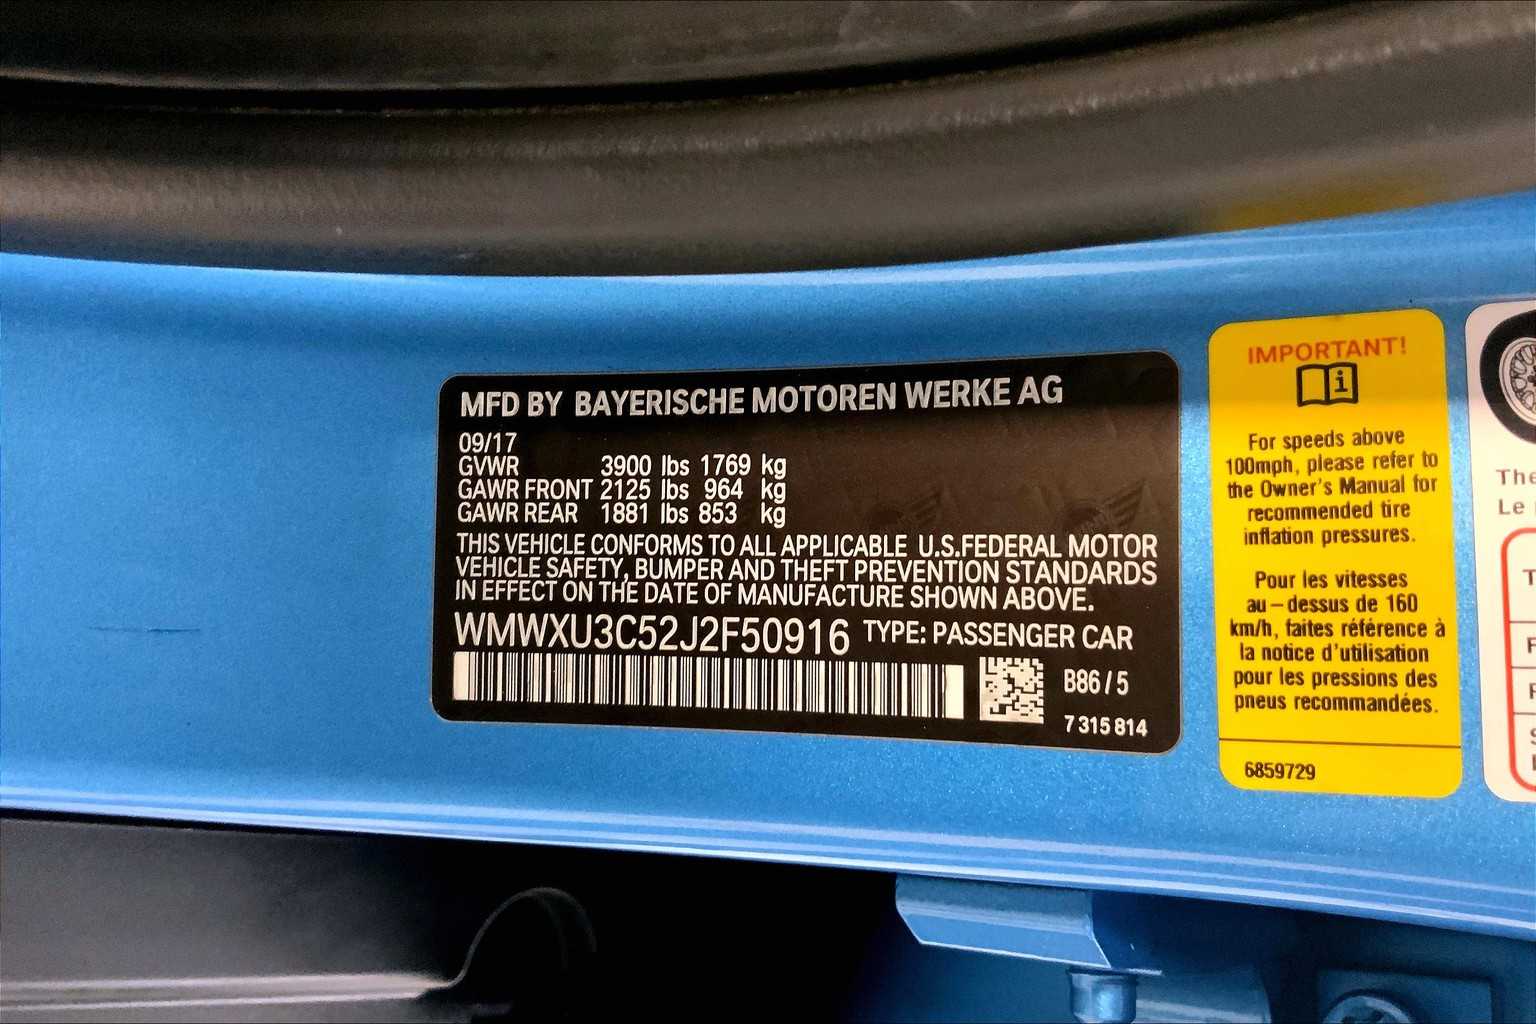 MFD BY BAYERISCHE MOTOREN WERKE AG
09/17
GVWR 3900 lbs 1769 kg
GAWR FRONT 2125 lbs 964 kg
GAWR REAR 1881 lbs 853 kg
THIS VEHICLE CONFORMS TO ALL APPLICABLE U.S.FEDERAL MOTOR
VEHICLE SAFETY, BUMPER AND THEFT PREVENTION STANDARDS
IN EFFECT ON THE DATE OF MANUFACTURE SHOWN ABOVE.
WMWXU3C52J2F50916 TYPE: PASSENGER CAR
B86/5
7 315 814
IMPORTANT!
i
For speeds above
100mph, please refer to
the Owner's Manual for
recommended tire
inflation pressures.
Pour les vitesses
au-dessus de 160
km/h, faites référence à
la notice d'utilisation
pour les pressions des
pneus recommandées.
6859729
The
Le